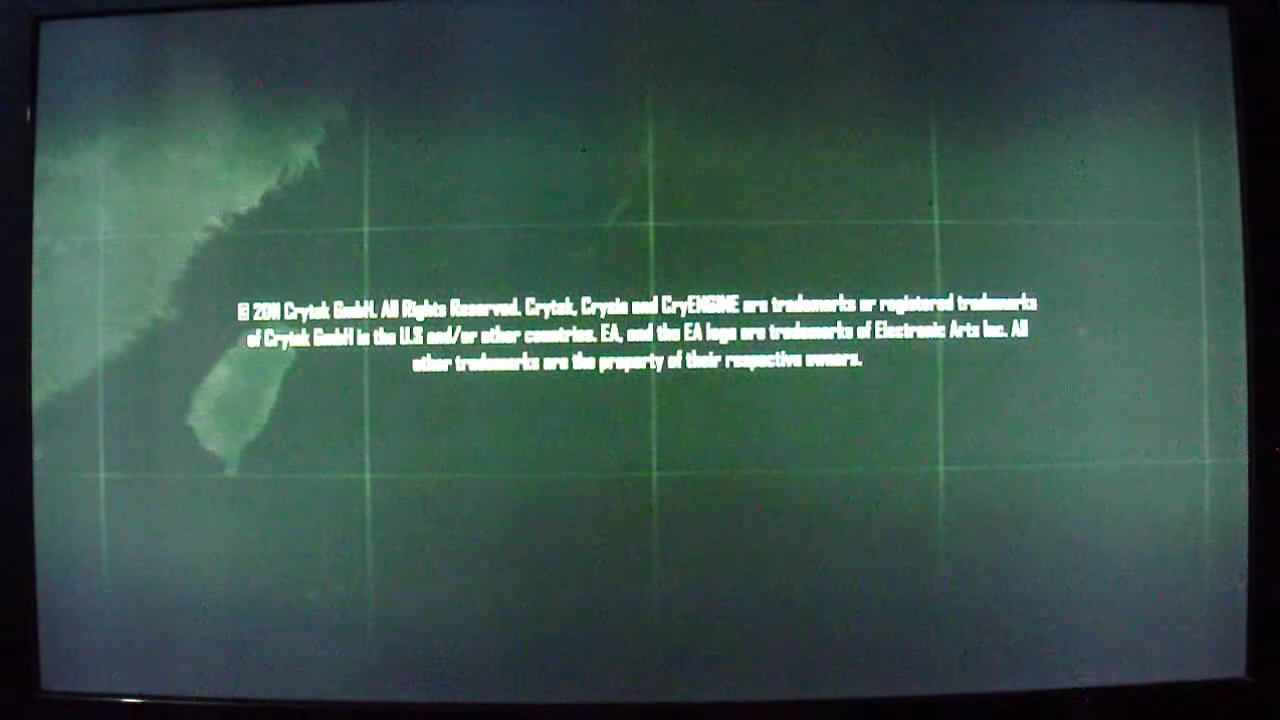 © 2011 Crytek GmbH. All Rights Reserved. Crytek, Crysis and CryENGINE are trademarks or registered trademarks
of Crytek GmbH in the U.S and/or other countries. EA, and the EA logo are trademarks of Electronic Arts Inc. All
other trademarks are the property of their respective owners.